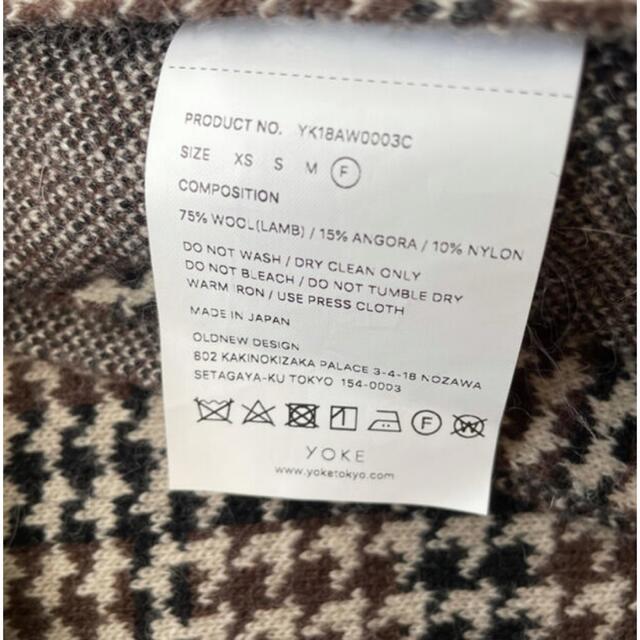 PRODUCT NO. YK18AW0003C
SIZE XS S M F
COMPOSITION
75% WOOL(LAMB) / 15% ANGORA / 10% NYLON
DO NOT WASH / DRY CLEAN ONLY
DO NOT BLEACH / DO NOT TUMBLE DRY
WARM IRON / USE PRESS CLOTH
MADE IN JAPAN
OLDNEW DESIGN
802 KAKINOKIZAKA PALACE 3-4-18 NOZAWA
SETAGAYA-KU TOKYO 154-0003
F W
YOKE
www.yoketokyo.com